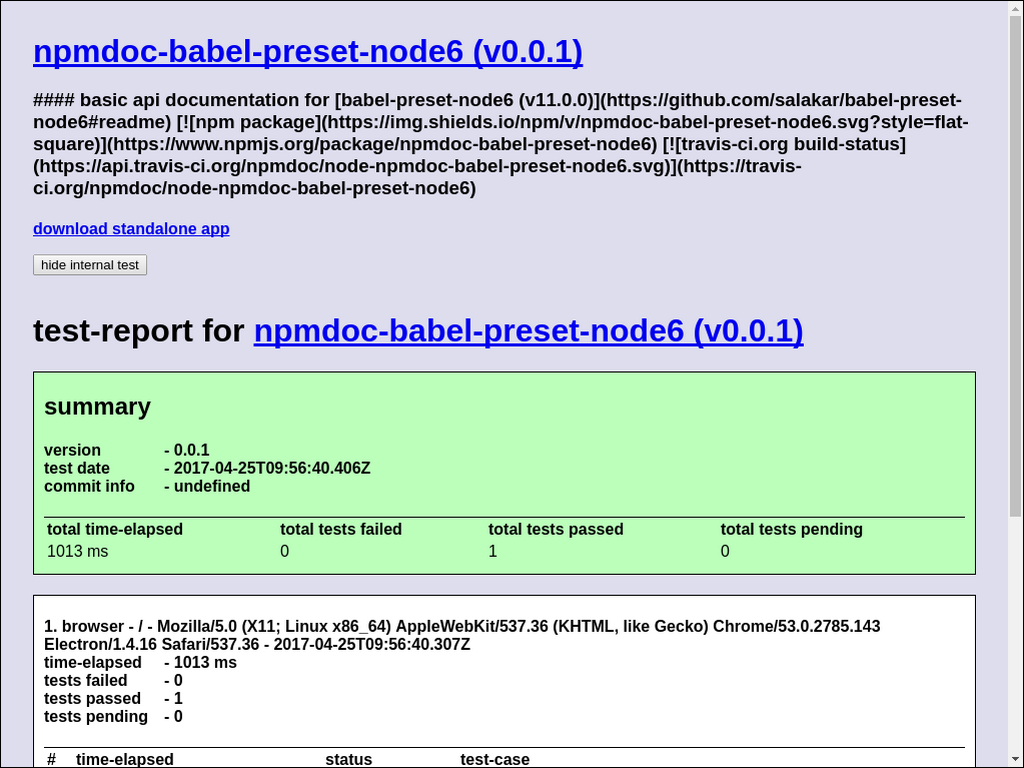 npmdoc-babel-preset-node6 (v0.0.1)
#### basic api documentation for [babel-preset-node6 (v11.0.0)](https://github.com/salakar/babel-preset-
node6#readme) [![npm package](https://img.shields.io/npm/v/npmdoc-babel-preset-node6.svg?style=flat-
square)](https://www.npmjs.org/package/npmdoc-babel-preset-node6) [![travis-ci.org build-status]
(https://api.travis-ci.org/npmdoc/node-npmdoc-babel-preset-node6.svg)](https://travis-
ci.org/npmdoc/node-npmdoc-babel-preset-node6)
download standalone app
hide internal test
test-report for npmdoc-babel-preset-node6 (v0.0.1)
summary
version - 0.0.1
test date - 2017-04-25T09:56:40.406Z
commit info - undefined
total time-elapsed total tests failed total tests passed total tests pending
1013 ms 0 1 0
1. browser - / - Mozilla/5.0 (X11; Linux x86_64) AppleWebKit/537.36 (KHTML, like Gecko) Chrome/53.0.2785.143
Electron/1.4.16 Safari/537.36 - 2017-04-25T09:56:40.307Z
time-elapsed - 1013 ms
tests failed - 0
tests passed - 1
tests pending - 0
# time-elapsed status test-case